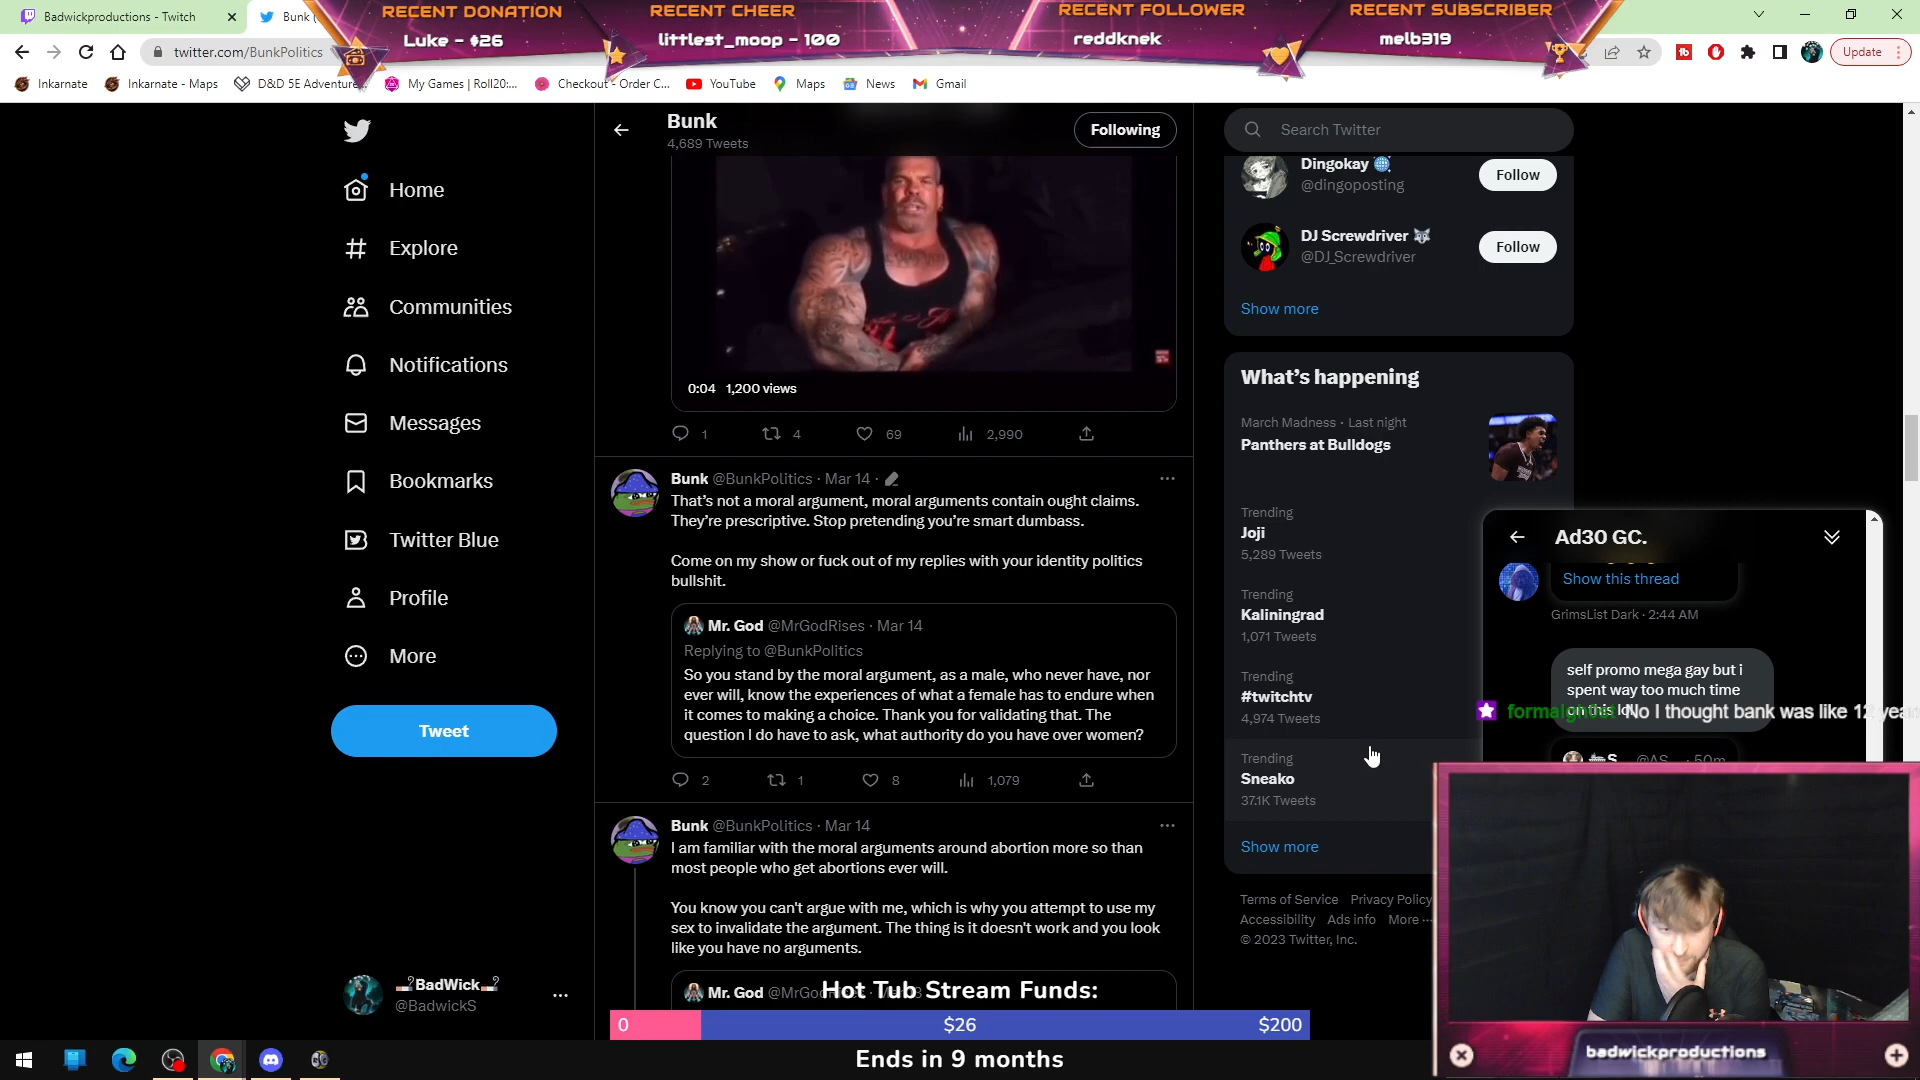 Badwickproductions - Twitch
Bunk (
RECENT DONATION
Luke - $26
RECENT CHEER
littlest_moop - 100
RECENT FOLLOWER
reddknek
RECENT SUBSCRIBER
melb319
twitter.com/BunkPolitics
Update
Inkarnate
Inkarnate - Maps
D&D 5E Adventure...
My Games | Roll20:...
Checkout - Order C...
YouTube
Maps
News
Gmail
Home
Explore
Communities
Notifications
Messages
Bookmarks
Twitter Blue
Profile
More
Tweet
BadWick
@BadwickS
Bunk
4,689 Tweets
Following
0:04 1,200 views
1 4 69 2,990
Bunk @BunkPolitics · Mar 14 ·
That's not a moral argument, moral arguments contain ought claims.
They're prescriptive. Stop pretending you're smart dumbass.
Come on my show or fuck out of my replies with your identity politics
bullshit.
Mr. God @MrGodRises · Mar 14
Replying to @BunkPolitics
So you stand by the moral argument, as a male, who never have, nor
ever will, know the experiences of what a female has to endure when
it comes to making a choice. Thank you for validating that. The
question I do have to ask, what authority do you have over women?
2 1 8 1,079
Bunk @BunkPolitics · Mar 14
I am familiar with the moral arguments around abortion more so than
most people who get abortions ever will.
You know you can't argue with me, which is why you attempt to use my
sex to invalidate the argument. The thing is it doesn't work and you look
like you have no arguments.
Mr. God
Hot Tub Stream Funds:
0 $26 $200
Ends in 9 months
Search Twitter
Dingokay
@dingoposting
Follow
DJ Screwdriver
@DJ_Screwdriver
Follow
Show more
What's happening
March Madness · Last night
Panthers at Bulldogs
Trending
Joji
5,289 Tweets
Trending
Kaliningrad
1,071 Tweets
Trending
#twitchtv
4,974 Tweets
Trending
Sneako
37.1K Tweets
Show more
Terms of Service Privacy Policy
Accessibility Ads info More ...
© 2023 Twitter, Inc.
Ad30 GC.
Show this thread
GrimsList Dark · 2:44 AM
self promo mega gay but i
spent way too much time
on this lol
No I thought bank was like 12 yea
badwickproductions